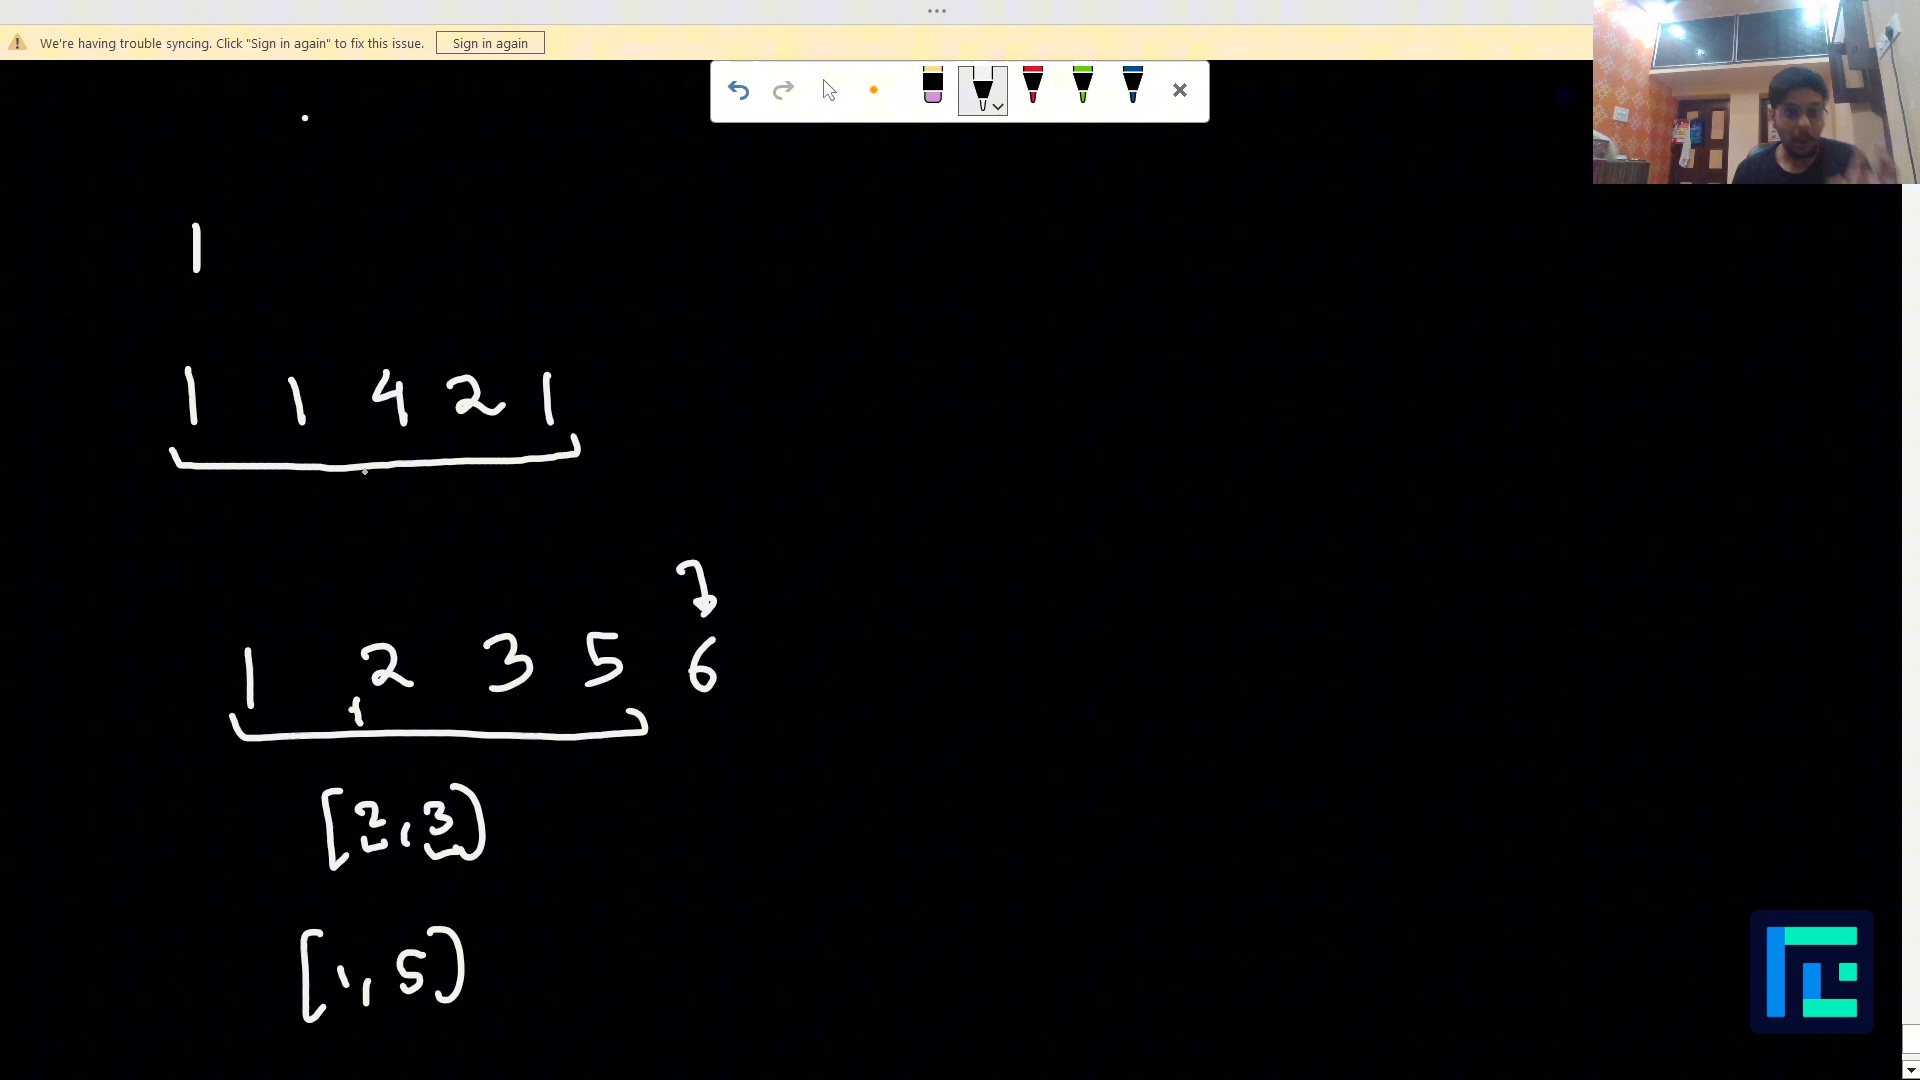 We're having trouble syncing. Click "Sign in again" to fix this issue. Sign in again
1
1 1 4 2 1
1 2 3 5 6
[2,3)
[1,5)